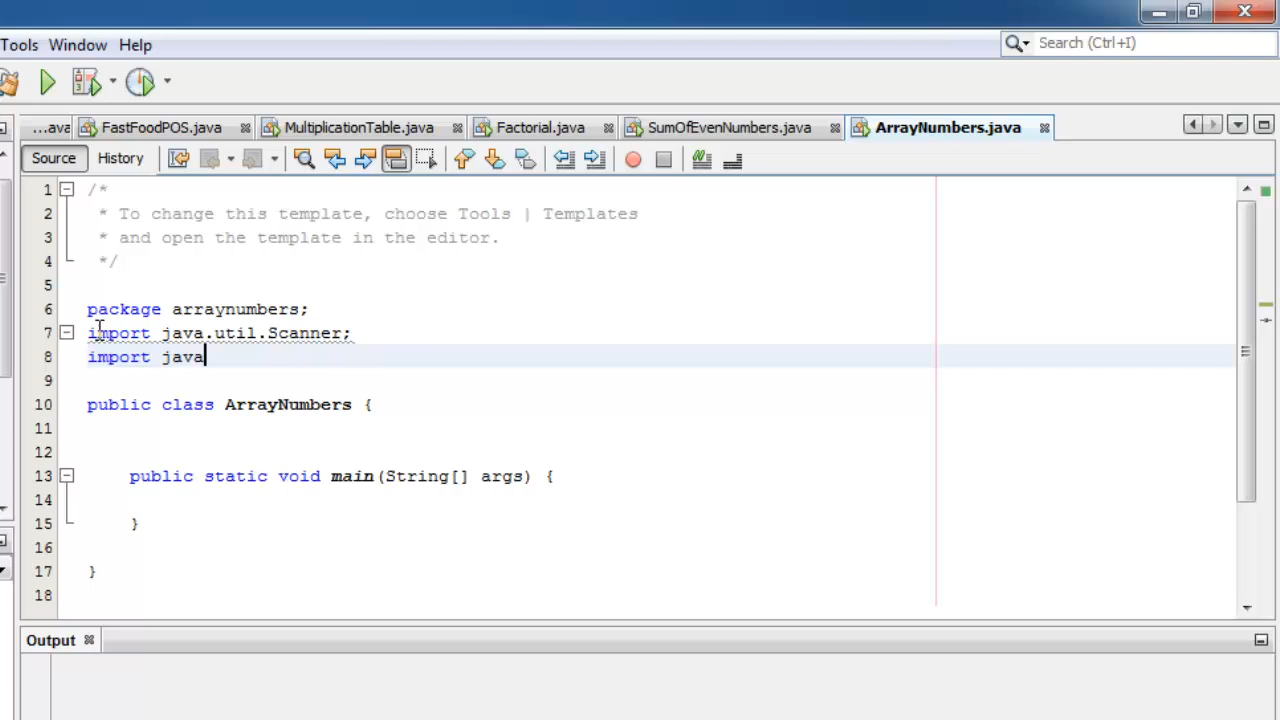 Tools Window Help
Search (Ctrl+I)
...ava FastFoodPOS.java MultiplicationTable.java Factorial.java SumOfEvenNumbers.java ArrayNumbers.java
Source History
1 /*
2 * To change this template, choose Tools | Templates
3 * and open the template in the editor.
4 */
5
6 package arraynumbers;
7 import java.util.Scanner;
8 import java
9
10 public class ArrayNumbers {
11
12
13 public static void main(String[] args) {
14
15 }
16
17 }
18
Output